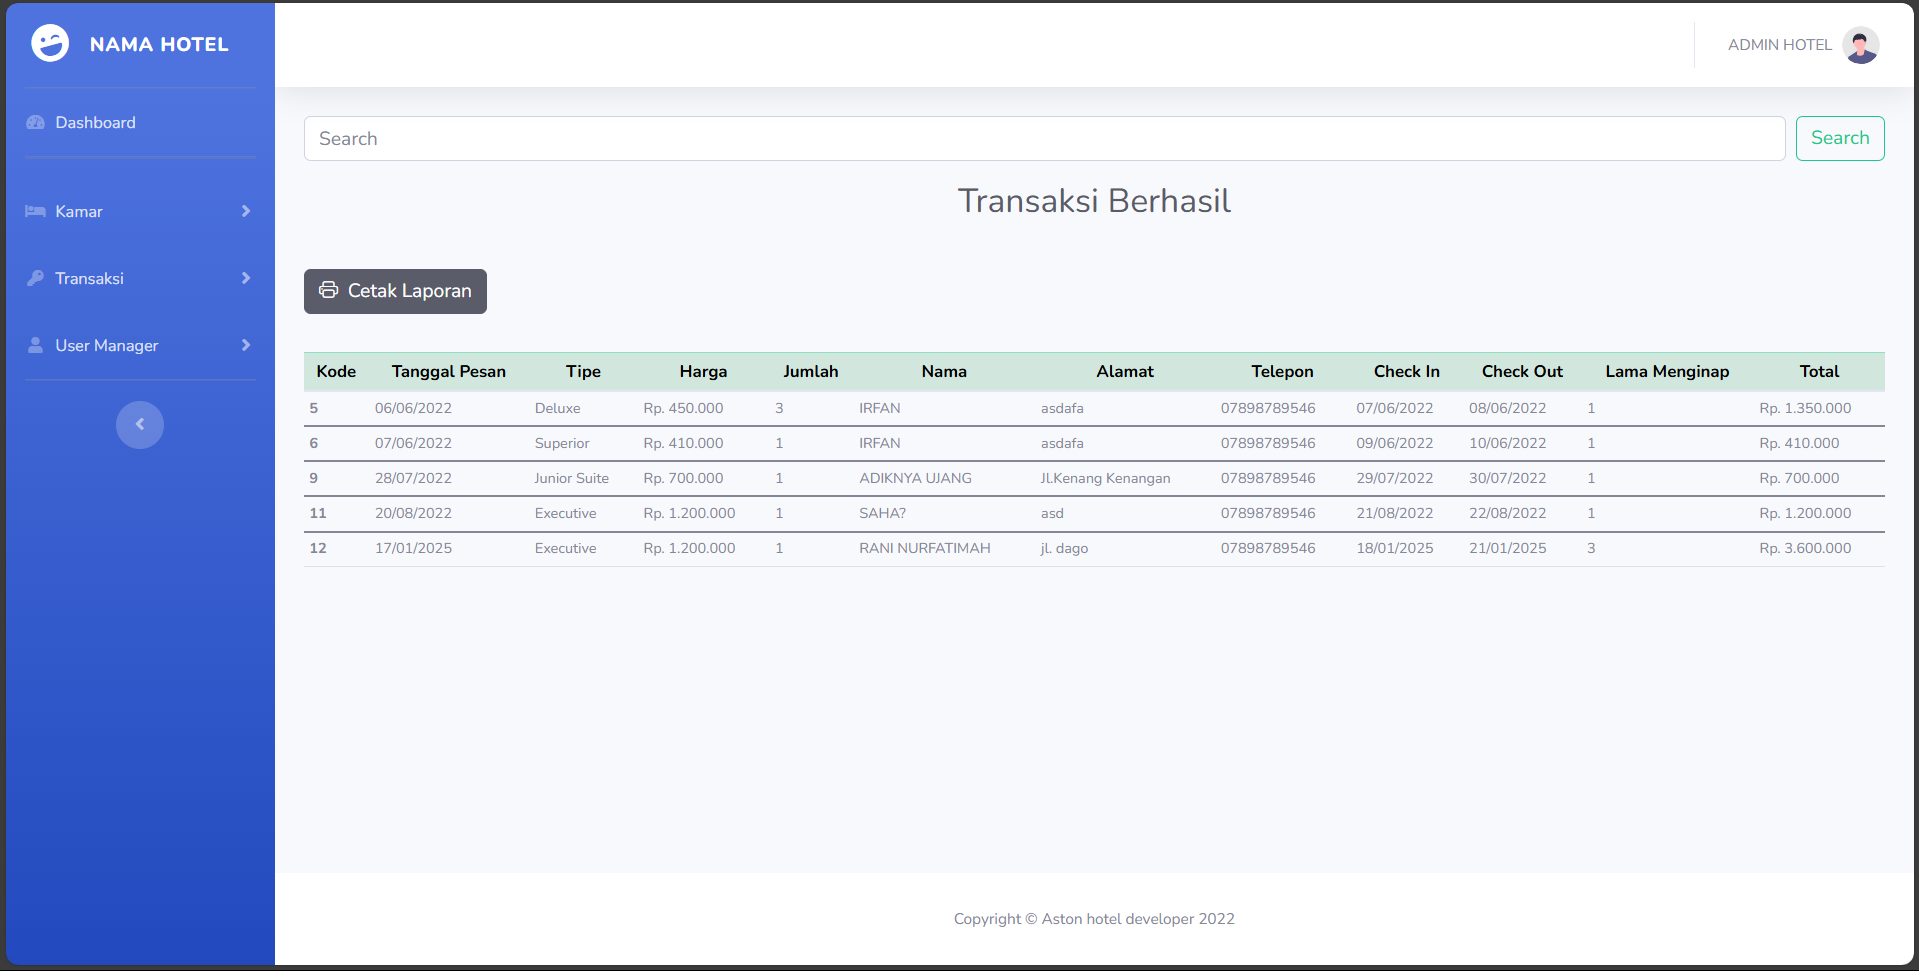 NAMA HOTEL
ADMIN HOTEL
Dashboard
Kamar
Transaksi
User Manager
Search
Search
Transaksi Berhasil
Cetak Laporan
Kode Tanggal Pesan Tipe Harga Jumlah Nama Alamat Telepon Check In Check Out Lama Menginap Total
5 06/06/2022 Deluxe Rp. 450.000 3 IRFAN asdafa 07898789546 07/06/2022 08/06/2022 1 Rp. 1.350.000
6 07/06/2022 Superior Rp. 410.000 1 IRFAN asdafa 07898789546 09/06/2022 10/06/2022 1 Rp. 410.000
9 28/07/2022 Junior Suite Rp. 700.000 1 ADIKNYA UJANG Jl.Kenang Kenangan 07898789546 29/07/2022 30/07/2022 1 Rp. 700.000
11 20/08/2022 Executive Rp. 1.200.000 1 SAHA? asd 07898789546 21/08/2022 22/08/2022 1 Rp. 1.200.000
12 17/01/2025 Executive Rp. 1.200.000 1 RANI NURFATIMAH jl. dago 07898789546 18/01/2025 21/01/2025 3 Rp. 3.600.000
Copyright © Aston hotel developer 2022